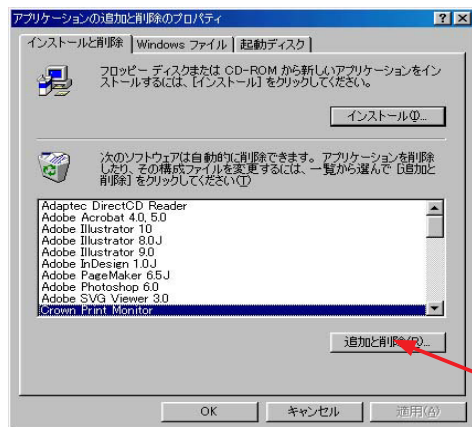 アプリケーションの追加と削除のプロパティ
インストールと削除
Windows ファイル
起動ディスク
フロッピー ディスクまたは CD-ROM から新しいアプリケーションをイン
ストールするには、[インストール] をクリックしてください。
インストール(I)...
次のソフトウェアは自動的に削除できます。アプリケーションを削除
したり、その構成ファイルを変更するには、一覧から選んで [追加と
削除] をクリックしてください(T)
Adaptec DirectCD Reader
Adobe Acrobat 4.0, 5.0
Adobe Illustrator 10
Adobe Illustrator 8.0J
Adobe Illustrator 9.0
Adobe InDesign 1.0J
Adobe PageMaker 6.5J
Adobe Photoshop 6.0
Adobe SVG Viewer 3.0
Crown Print Monitor
追加と削除(R)...
OK
キャンセル
適用(A)